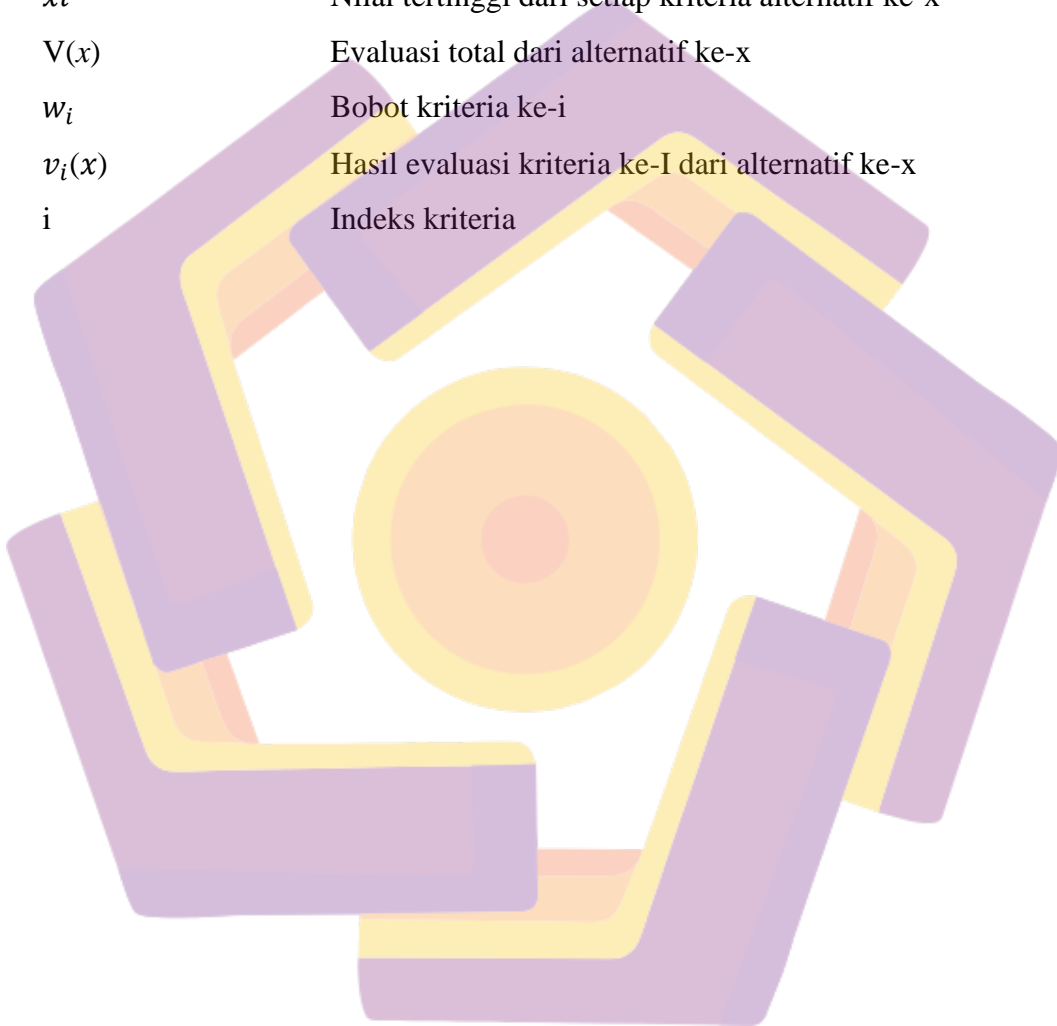 Nilai tertinggi dari setiap kriteria alternatif ke-x
V(x) Evaluasi total dari alternatif ke-x
wᵢ Bobot kriteria ke-i
vᵢ(x) Hasil evaluasi kriteria ke-I dari alternatif ke-x
i Indeks kriteria